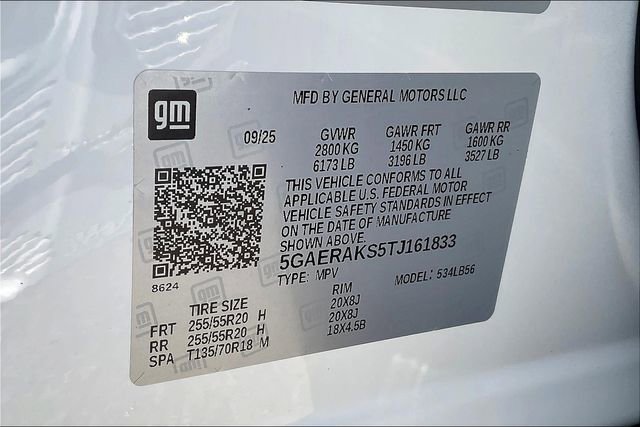 gm
MFD BY GENERAL MOTORS LLC
09/25 GVWR GAWR FRT GAWR RR
2800 KG 1450 KG 1600 KG
6173 LB 3196 LB 3527 LB
THIS VEHICLE CONFORMS TO ALL
APPLICABLE U.S. FEDERAL MOTOR
VEHICLE SAFETY STANDARDS IN EFFECT
ON THE DATE OF MANUFACTURE
SHOWN ABOVE.
5GAERAKS5TJ161833
TYPE: MPV MODEL: 534LB56
8624
TIRE SIZE RIM
FRT 255/55R20 H 20X8J
RR 255/55R20 H 20X8J
SPA T135/70R18 M 18X4.5B